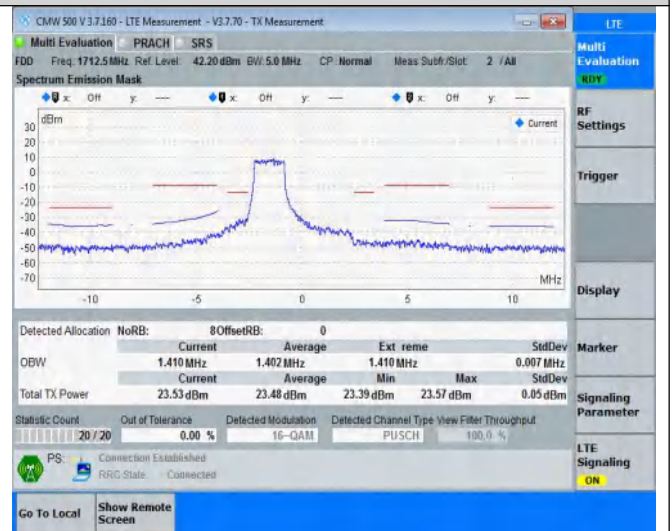 CMW 500 V 3.7.160 - LTE Measurement - V3.7.70 - TX Measurement
LTE
Multi Evaluation PRACH SRS
Multi Evaluation
RDY
FDD Freq: 1712.5 MHz Ref. Level: 42.20 dBm BW: 5.0 MHz CP: Normal Meas Subfr./Slot: 2 / All
Spectrum Emission Mask
x: Off y: --- x: Off y: --- x: Off y: ---
dBm
Current
30
20
10
0
-10
-20
-30
-40
-50
-60
-70
MHz
-10 -5 0 5 10
RF Settings
Trigger
Display
Marker
Signaling Parameter
LTE Signaling
ON
Detected Allocation NoRB: 8 OffsetRB: 0
Current Average Extreme StdDev
OBW 1.410 MHz 1.402 MHz 1.410 MHz 0.007 MHz
Current Average Min Max StdDev
Total TX Power 23.53 dBm 23.48 dBm 23.39 dBm 23.57 dBm 0.05 dBm
Statistic Count Out of Tolerance Detected Modulation Detected Channel Type View Filter Throughput
20 / 20 0.00 % 16-QAM PUSCH 100.0 %
PS: Connection Established
RRC State: Connected
Go To Local Show Remote Screen